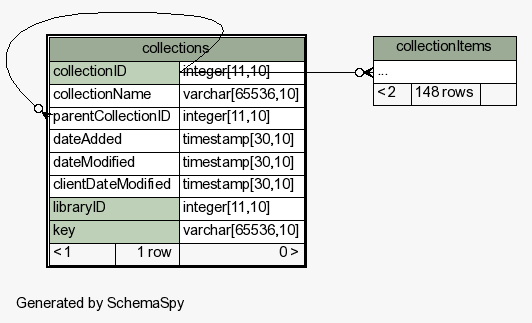 collections
collectionID integer[11,10]
collectionName varchar[65536,10]
parentCollectionID integer[11,10]
dateAdded timestamp[30,10]
dateModified timestamp[30,10]
clientDateModified timestamp[30,10]
libraryID integer[11,10]
key varchar[65536,10]
< 1 1 row 0 >
collectionItems
...
< 2 148 rows
Generated by SchemaSpy